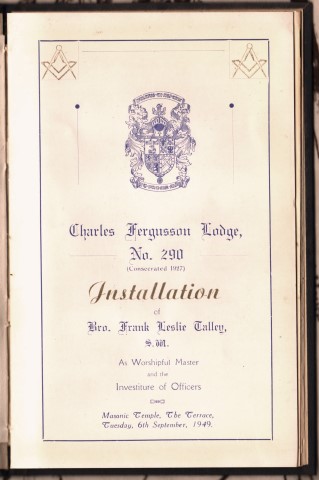 Charles Fergusson Lodge,
No. 290
(Consecrated 1927)
Installation
of
Bro. Frank Leslie Talley,
S.W.
As Worshipful Master
and the
Investiture of Officers
Masonic Temple, The Terrace,
Tuesday, 6th September, 1949.